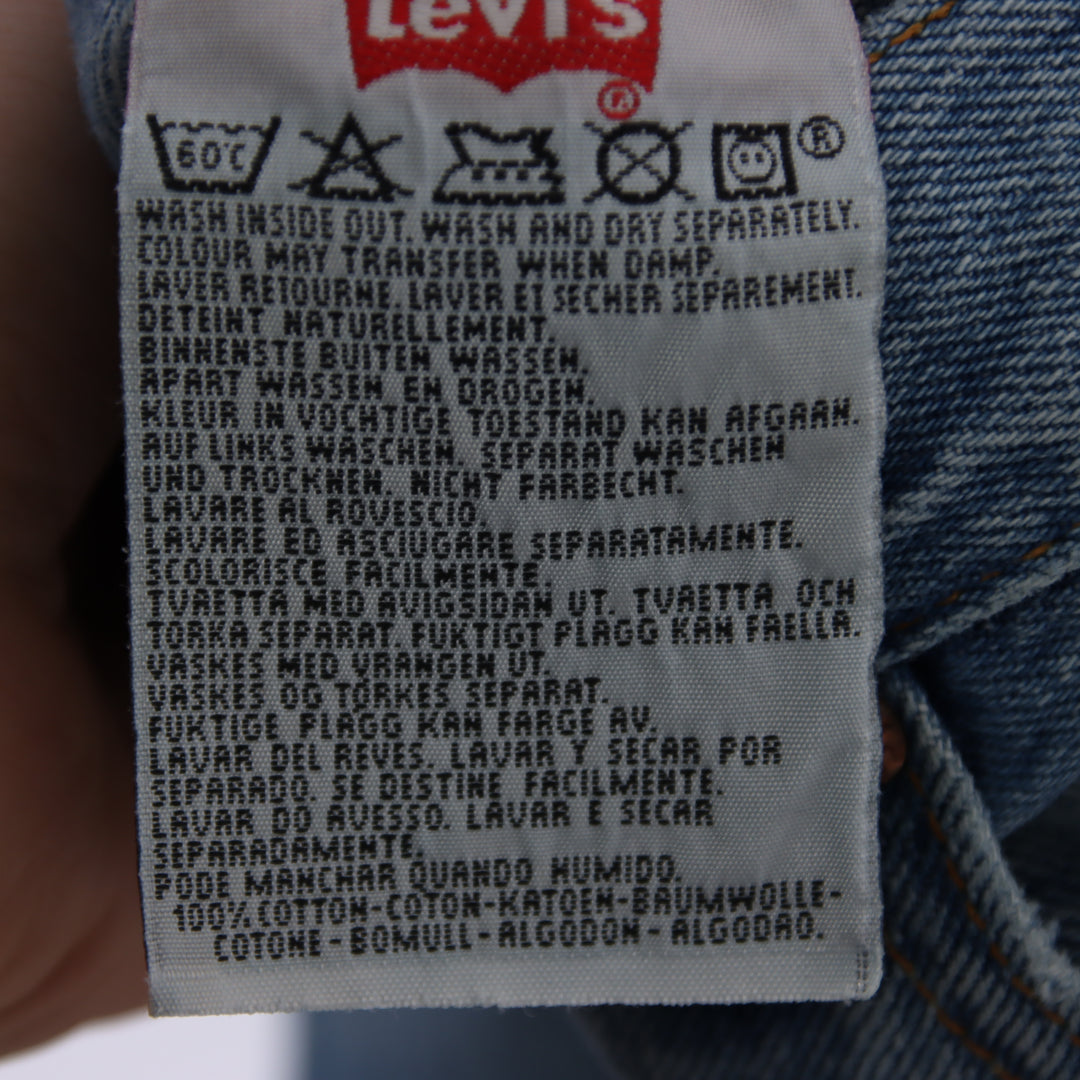 Levi's
®
60°C
®
WASH INSIDE OUT. WASH AND DRY SEPARATELY.
COLOUR MAY TRANSFER WHEN DAMP.
LAVER RETOURNE. LAVER ET SECHER SEPAREMENT.
DETEINT NATURELLEMENT.
BINNENSTE BUITEN WASSEN.
APART WASSEN EN DROGEN.
KLEUR IN VOCHTIGE TOESTAND KAN AFGAAN.
AUF LINKS WASCHEN. SEPARAT WASCHEN
UND TROCKNEN. NICHT FARBECHT.
LAVARE AL ROVESCIO.
LAVARE ED ASCIUGARE SEPARATAMENTE.
SCOLORISCE FACILMENTE.
TVAETTA MED AVIGSIDAN UT. TVAETTA OCH
TORKA SEPARAT. FUKTIGT PLAGG KAN FAELLA.
VASKES MED VRANGEN UT.
VASKES OG TORKES SEPARAT.
FUKTIGE PLAGG KAN FARGE AV.
LAVAR DEL REVES. LAVAR Y SECAR POR
SEPARADO. SE DESTINE FACILMENTE.
LAVAR DO AVESSO. LAVAR E SECAR
SEPARADAMENTE.
PODE MANCHAR QUANDO HUMIDO.
100% COTTON-COTON-KATOEN-BAUMWOLLE-
COTONE-BOMULL-ALGODON-ALGODAO.